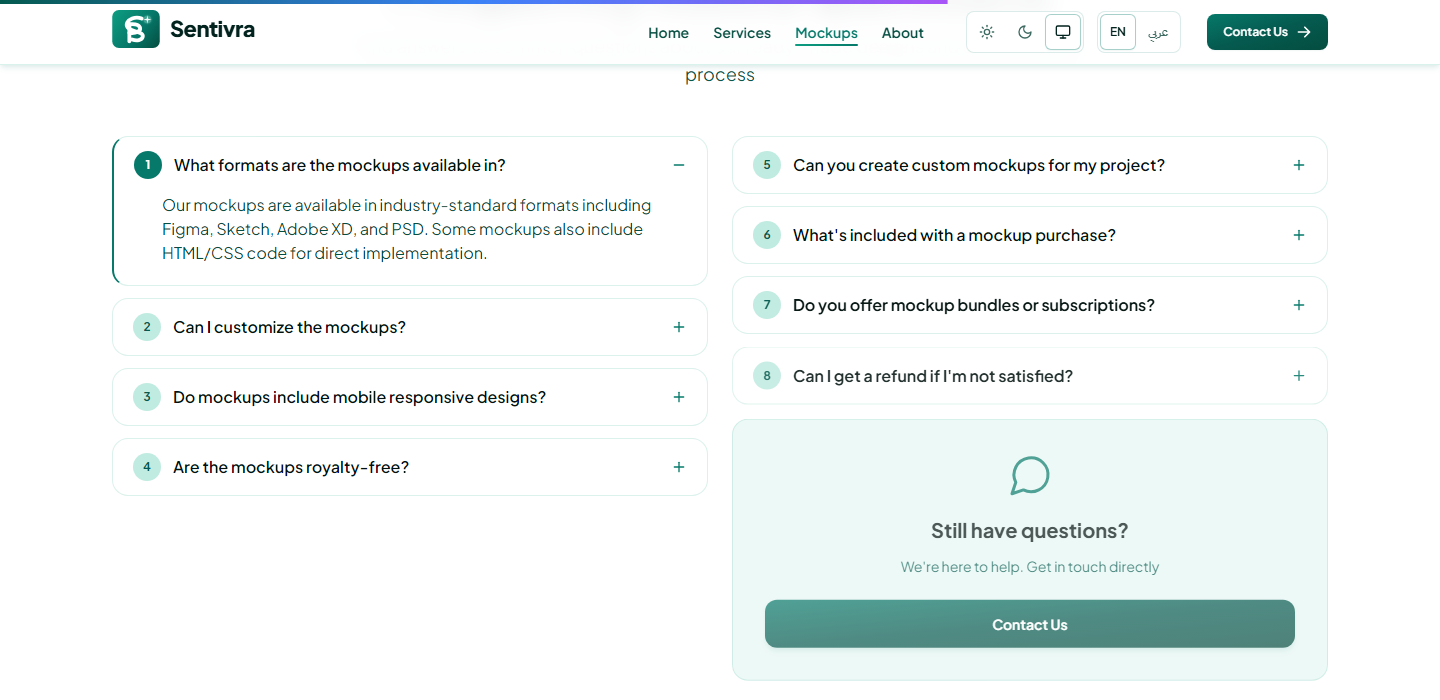 Sentivra
Home
Services
Mockups
About
EN
عربي
Contact Us
process
1
What formats are the mockups available in?
Our mockups are available in industry-standard formats including
Figma, Sketch, Adobe XD, and PSD. Some mockups also include
HTML/CSS code for direct implementation.
2
Can I customize the mockups?
3
Do mockups include mobile responsive designs?
4
Are the mockups royalty-free?
5
Can you create custom mockups for my project?
6
What's included with a mockup purchase?
7
Do you offer mockup bundles or subscriptions?
8
Can I get a refund if I'm not satisfied?
Still have questions?
We're here to help. Get in touch directly
Contact Us